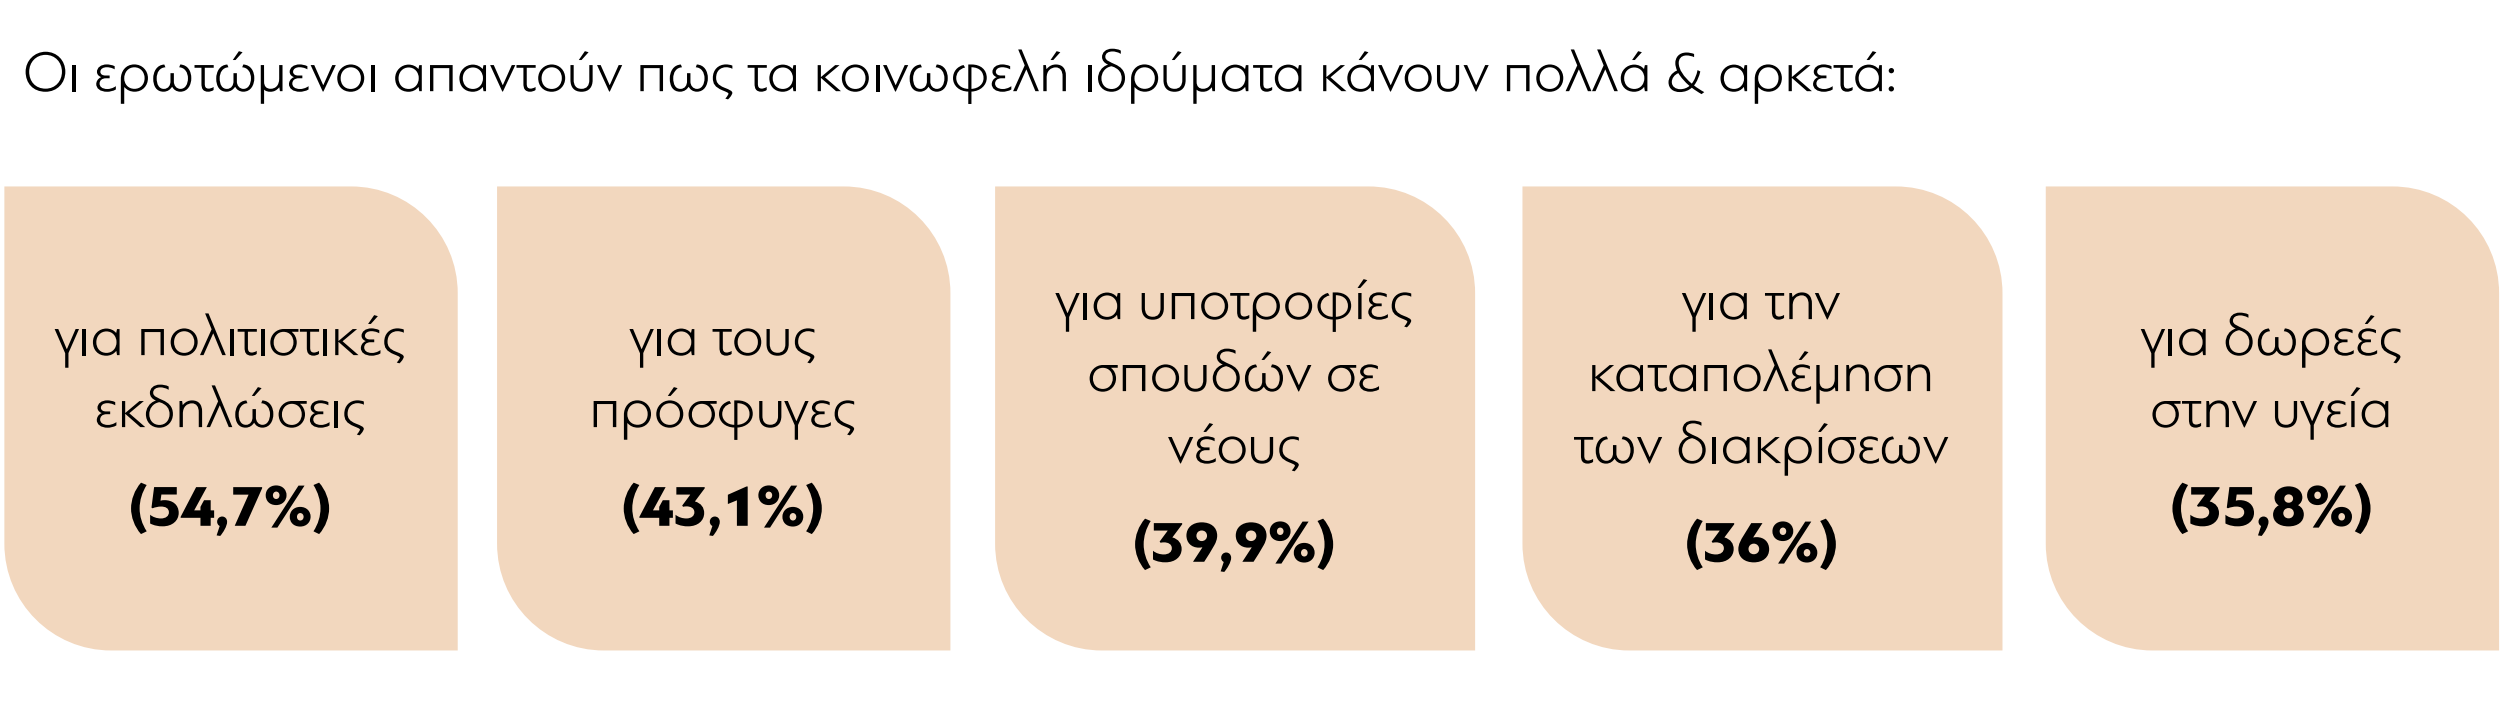 Οι ερωτώμενοι απαντούν πως τα κοινωφελή ιδρύματα κάνουν πολλά & αρκετά:
για πολιτιστικές
εκδηλώσεις
(54,7%)
για τους
πρόσφυγες
(43,1%)
για υποτροφίες
σπουδών σε
νέους
(39,9%)
για την
καταπολέμηση
των διακρίσεων
(36%)
για δωρεές
στην υγεία
(35,8%)